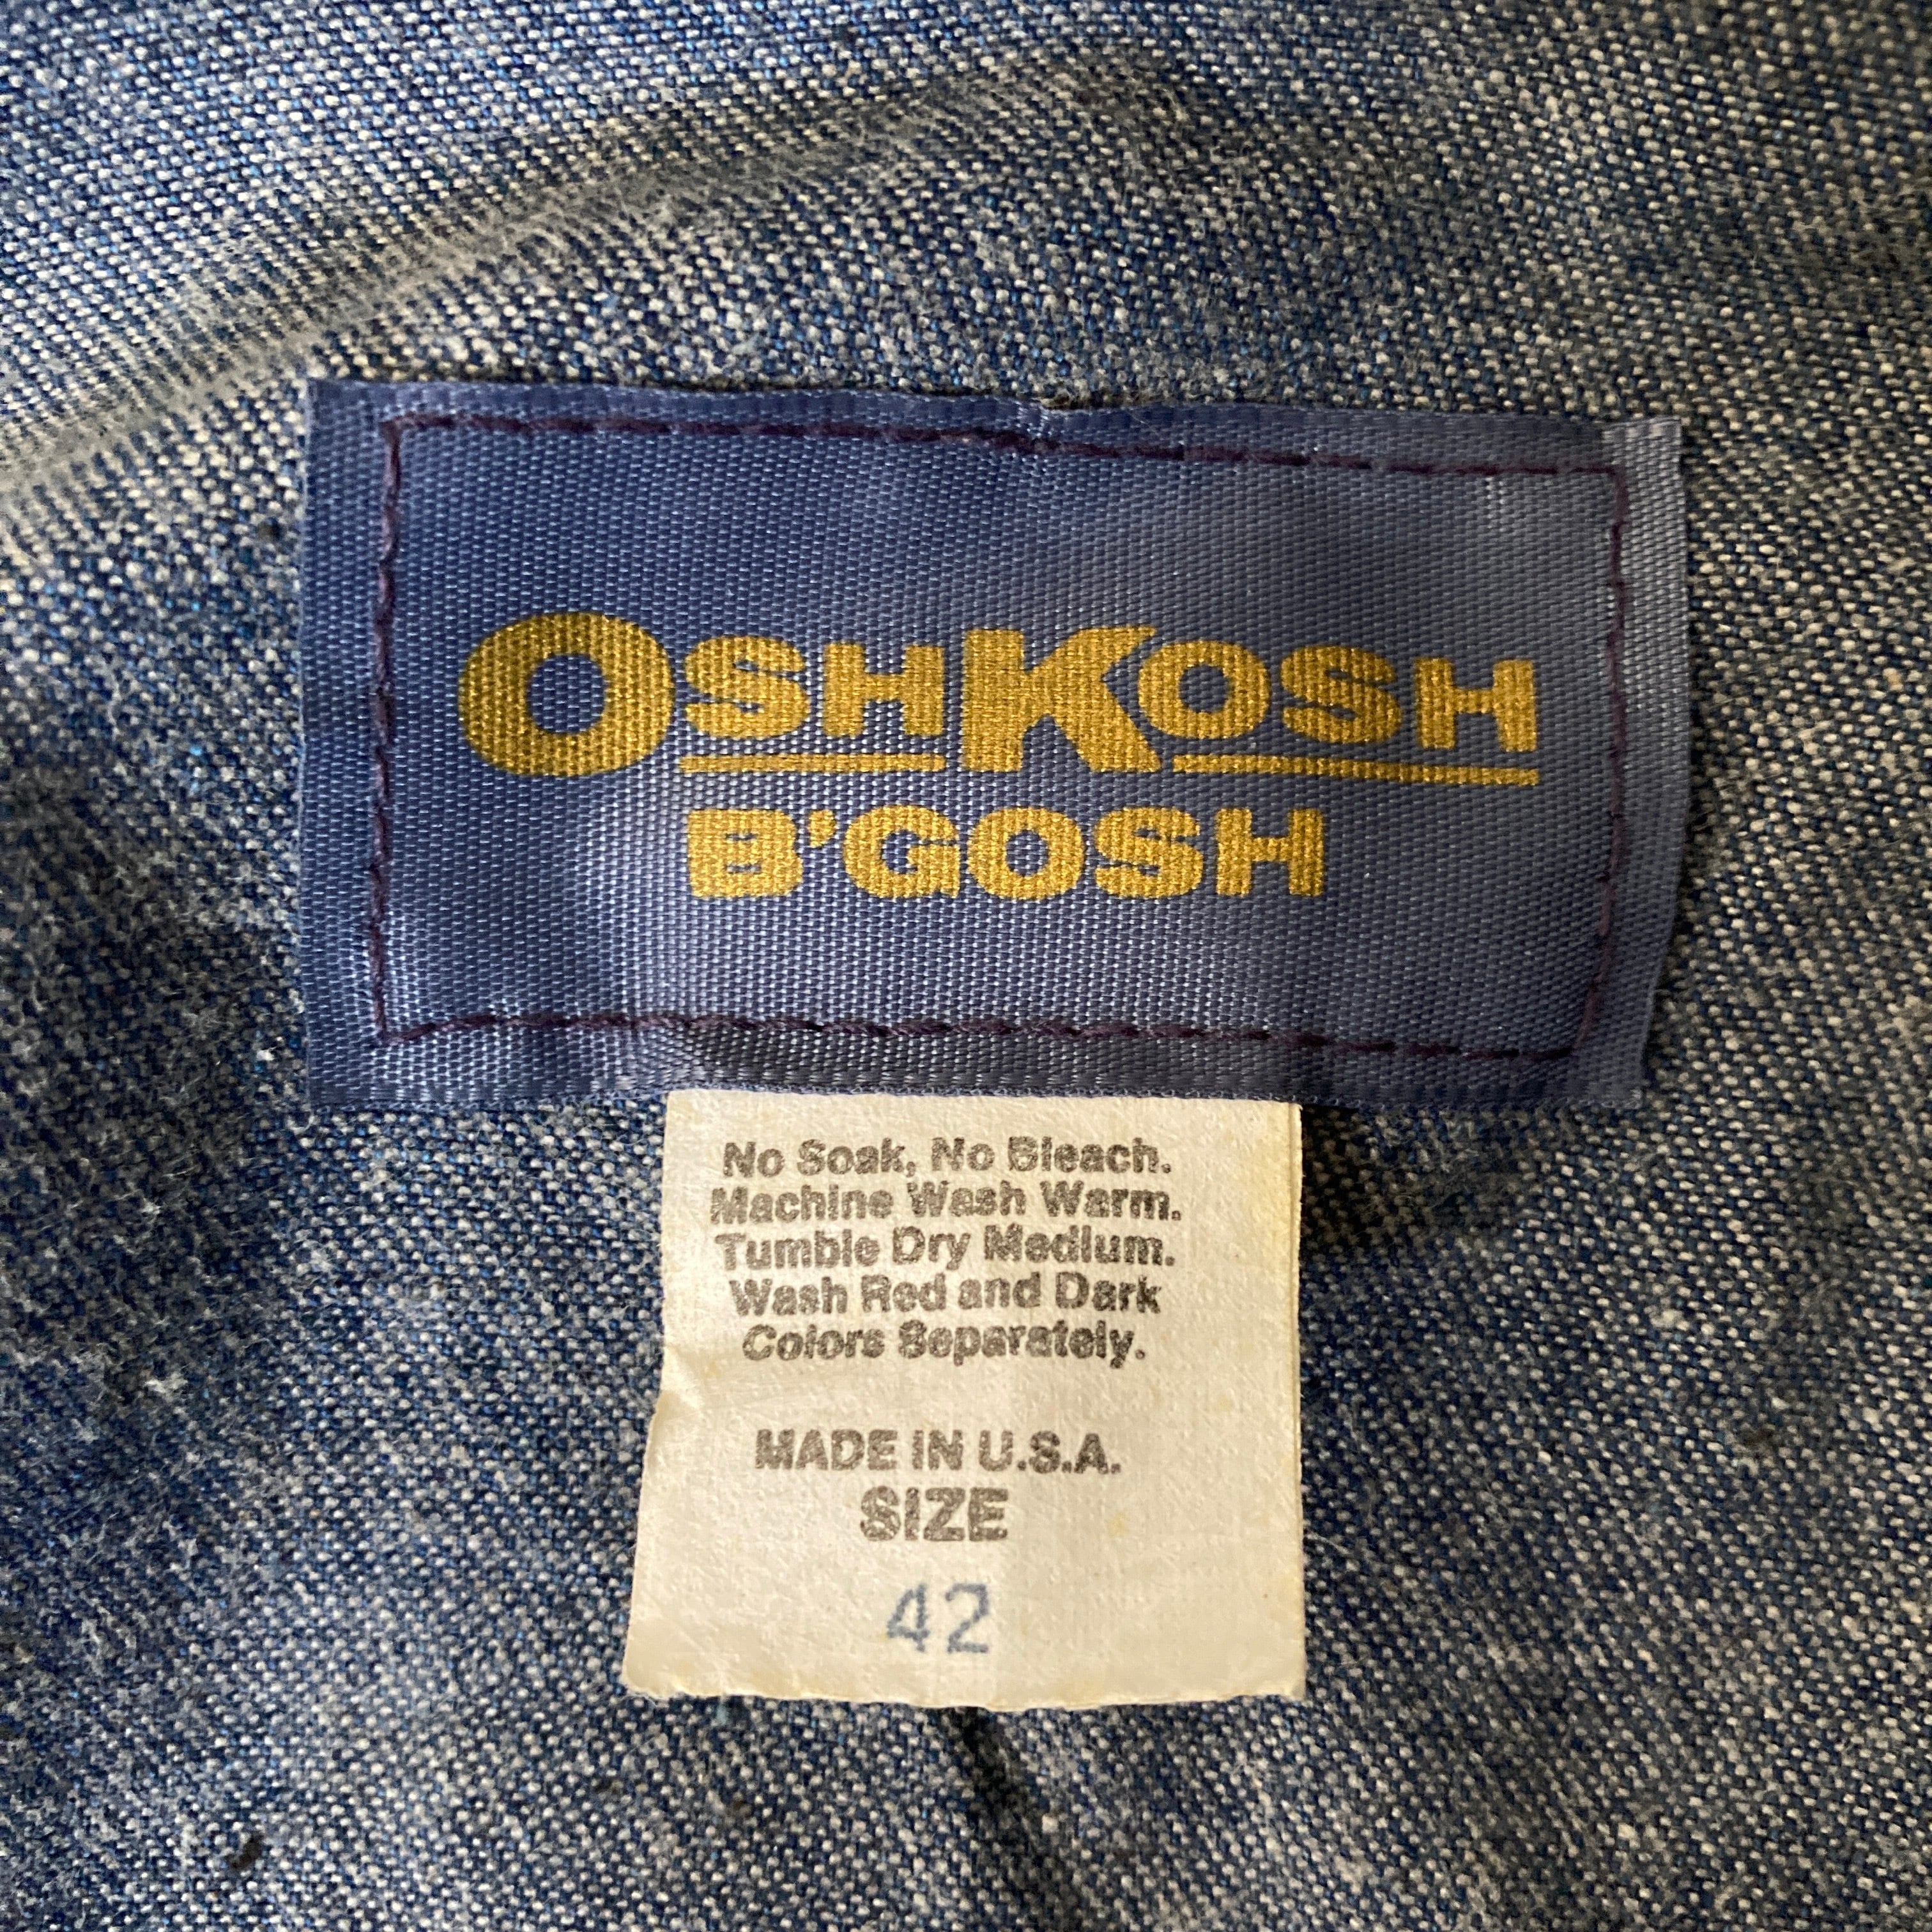 OSHKOSH
B'GOSH
No Soak, No Bleach.
Machine Wash Warm.
Tumble Dry Medium.
Wash Red and Dark
Colors Separately.
MADE IN U.S.A.
SIZE
42